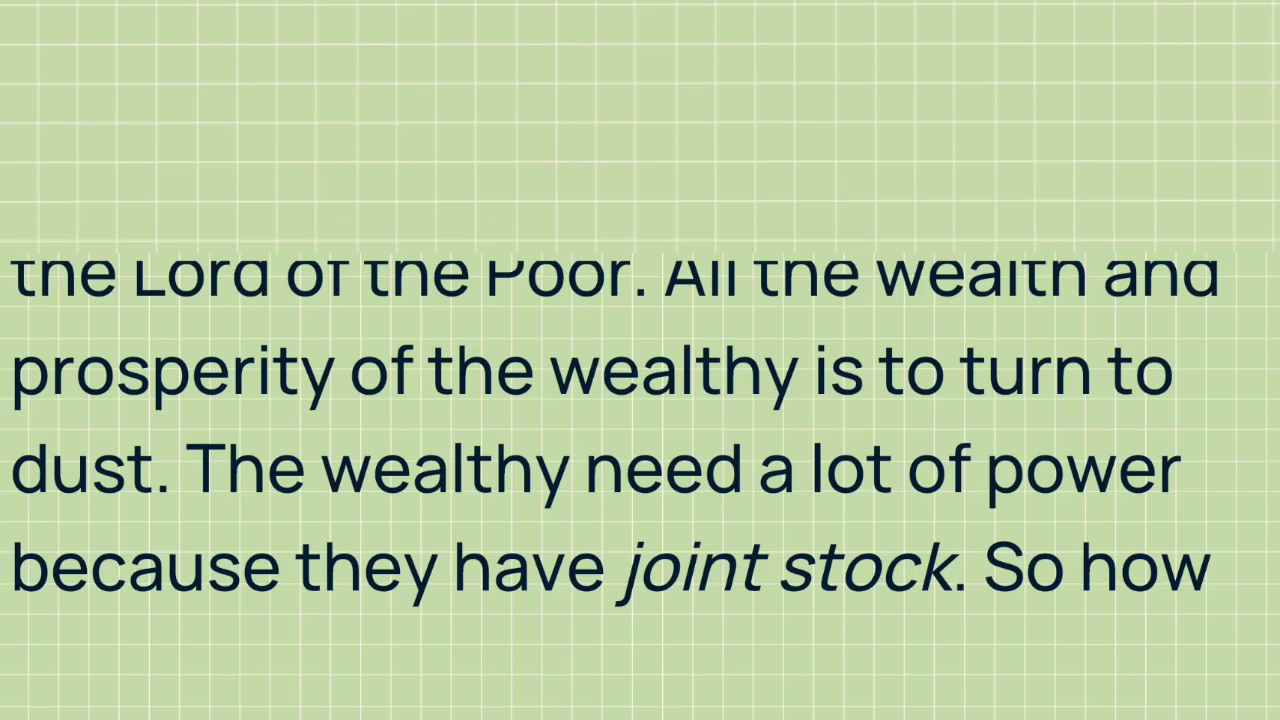 the Lord of the Poor. All the wealth and
prosperity of the wealthy is to turn to
dust. The wealthy need a lot of power
because they have joint stock. So how